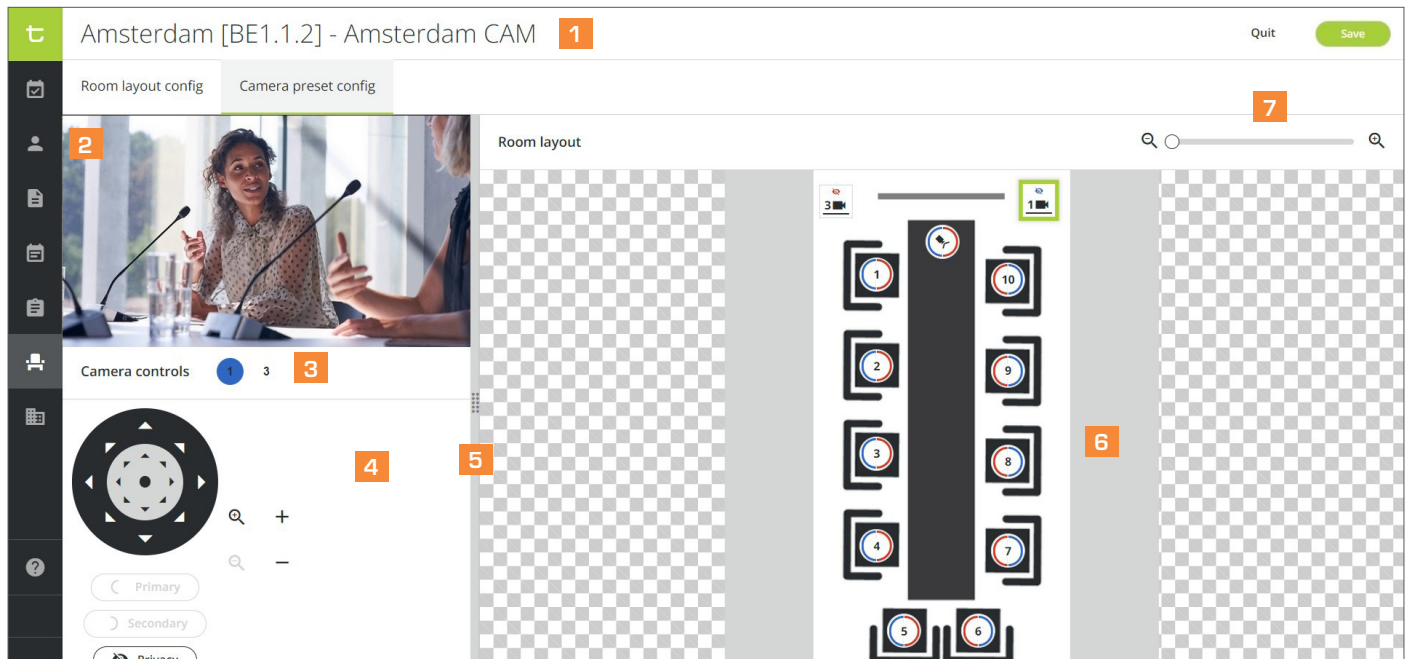 t
Amsterdam [BE1.1.2] - Amsterdam CAM
1
Quit
Save
Room layout config
Camera preset config
7
2
Room layout
3
1
1
10
2
9
Camera controls
1
3
3
6
3
8
4
5
4
7
Primary
Secondary
5
6
Privacy